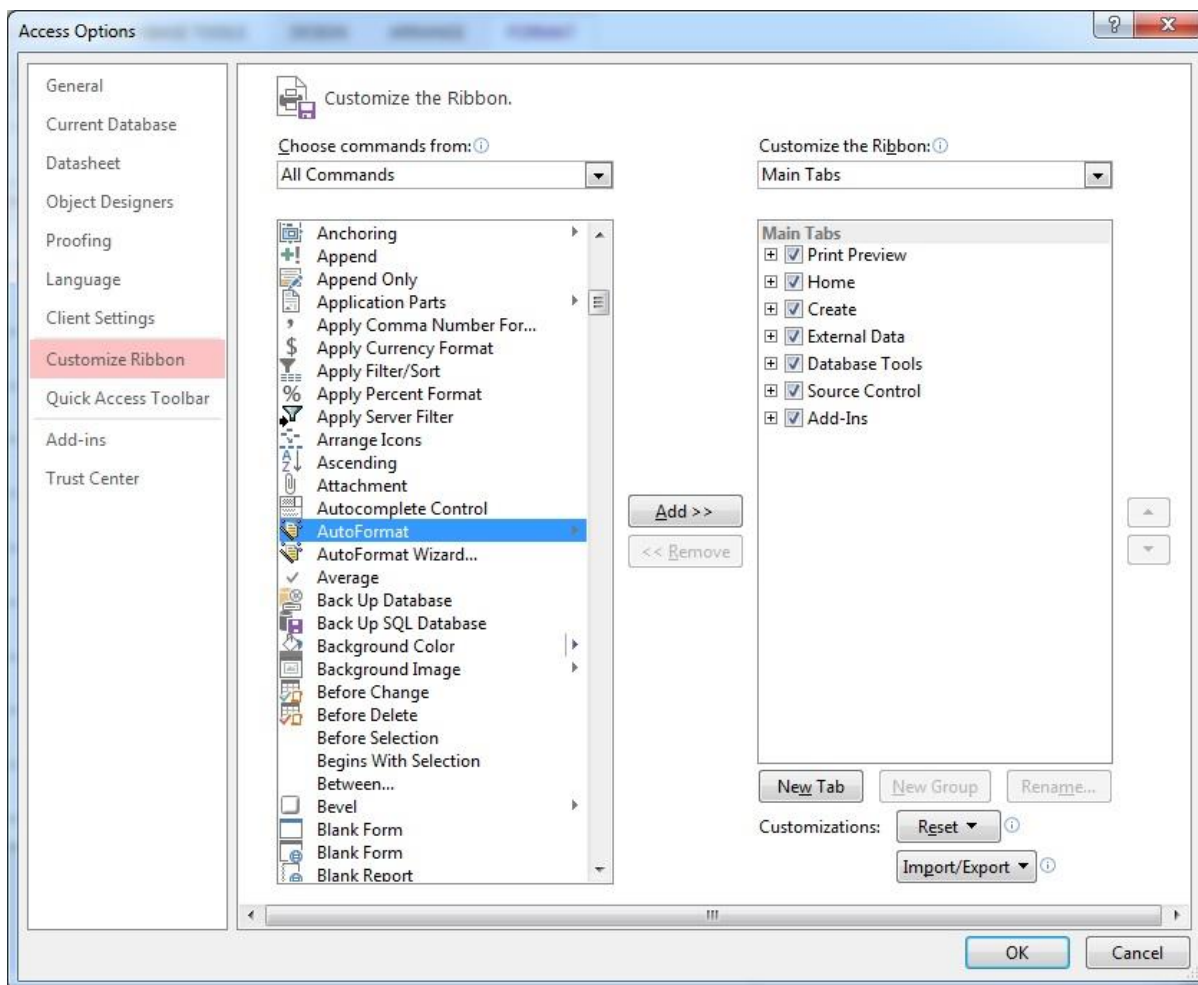 Access Options
General
Current Database
Datasheet
Object Designers
Proofing
Language
Client Settings
Customize Ribbon
Quick Access Toolbar
Add-ins
Trust Center
Customize the Ribbon.
Choose commands from:
All Commands
Anchoring
Append
Append Only
Application Parts
Apply Comma Number For...
Apply Currency Format
Apply Filter/Sort
Apply Percent Format
Apply Server Filter
Arrange Icons
Ascending
Attachment
Autocomplete Control
AutoFormat
AutoFormat Wizard...
Average
Back Up Database
Back Up SQL Database
Background Color
Background Image
Before Change
Before Delete
Before Selection
Begins With Selection
Between...
Bevel
Blank Form
Blank Form
Blank Report
Add >>
<< Remove
Customize the Ribbon:
Main Tabs
Main Tabs
Print Preview
Home
Create
External Data
Database Tools
Source Control
Add-Ins
New Tab
New Group
Rename...
Customizations:
Reset
Import/Export
OK
Cancel